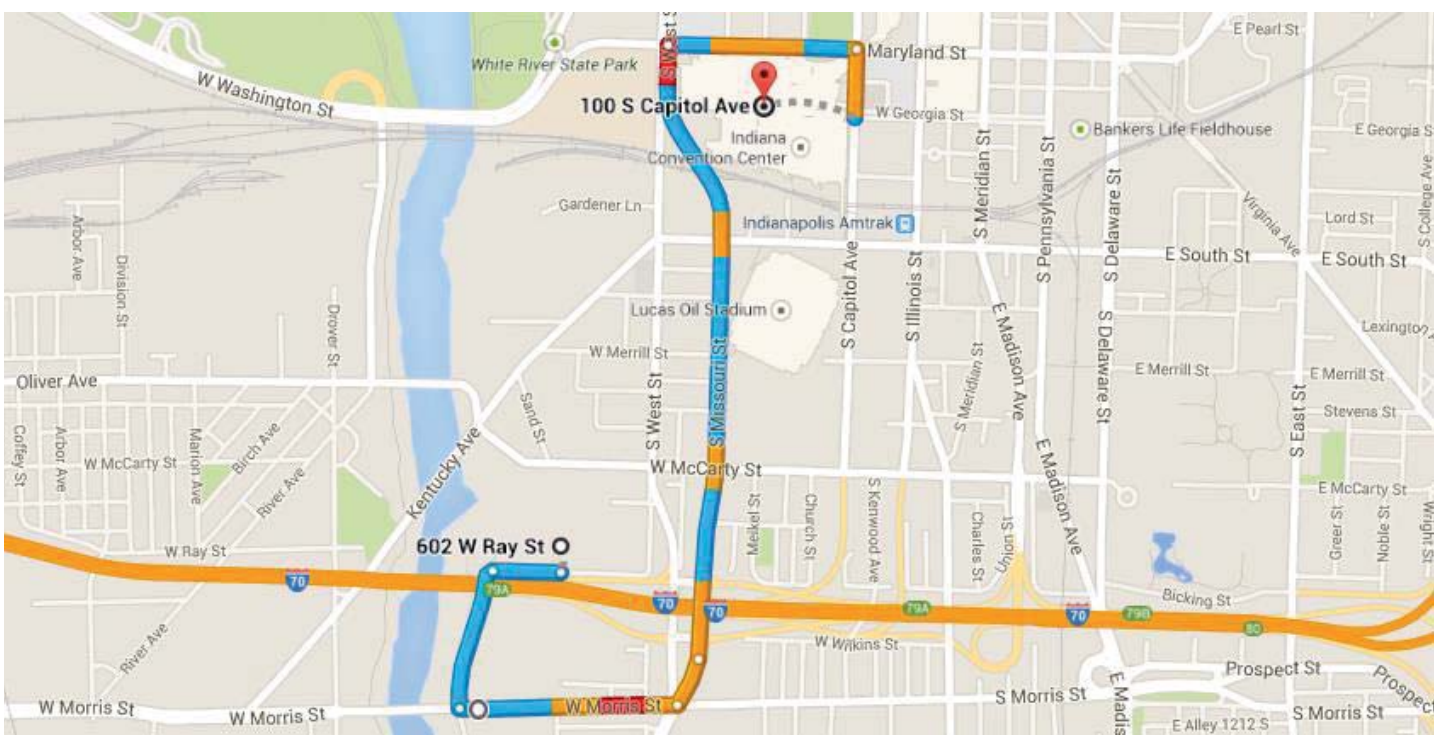 E Pearl St
Maryland St
S West St
White River State Park
W Washington St
100 S Capitol Ave
W Georgia St
Bankers Life Fieldhouse
E Georgia St
Indiana
Convention Center
S Meridian St
S Pennsylvania St
S Delaware St
S College Ave
Virginia Ave
Gardener Ln
Lord St
Indianapolis Amtrak
Arbor Ave
Division St
E South St
E South St
S Capitol Ave
S Illinois St
Lucas Oil Stadium
Drover St
E Madison Ave
S Delaware St
Lexington
W Merrill St
E Merrill St
E Merrill St
Oliver Ave
S Missouri St
S West St
S Meridian St
S East St
Stevens St
Sand St
Coffey St
Arbor Ave
Marion Ave
Birch Ave
Kentucky Ave
W McCarty St
W McCarty St
E Madison Ave
E McCarty St
River Ave
Meikel St
Church St
S Kenwood Ave
Charles St
Union St
Greer St
Noble St
Wright St
W Ray St
602 W Ray St
70
79A
70
70
79A
70
79B
80
Bicking St
River Ave
W Wilkins St
Prospect St
Prospect
W Morris St
W Morris St
W Morris St
S Morris St
S Morris St
E Madis
E Alley 1212 S